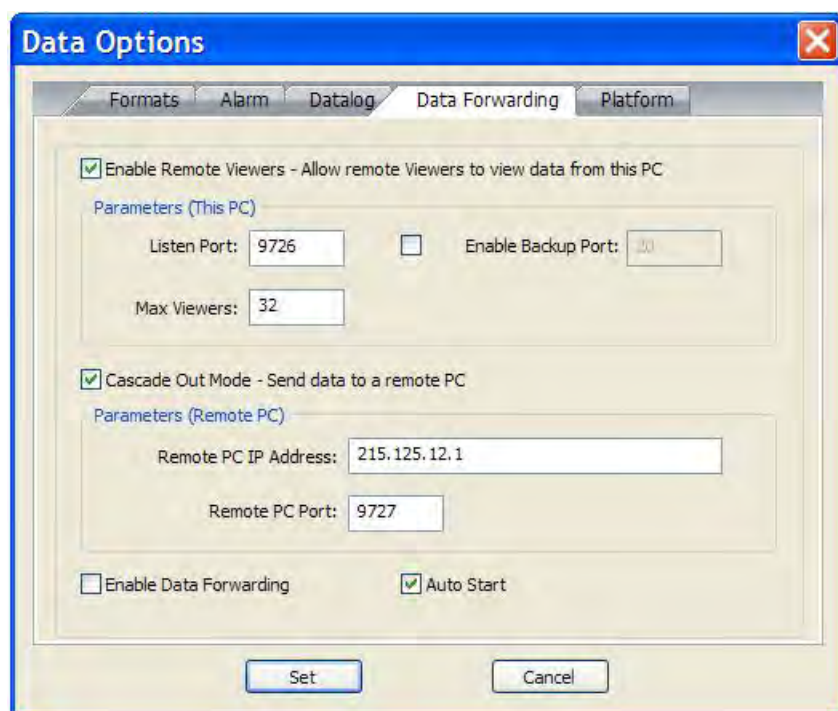 Data Options
Formats Alarm Datalog Data Forwarding Platform
Enable Remote Viewers - Allow remote Viewers to view data from this PC
Parameters (This PC)
Listen Port: 9726 Enable Backup Port: 20
Max Viewers: 32
Cascade Out Mode - Send data to a remote PC
Parameters (Remote PC)
Remote PC IP Address: 215.125.12.1
Remote PC Port: 9727
Enable Data Forwarding Auto Start
Set Cancel